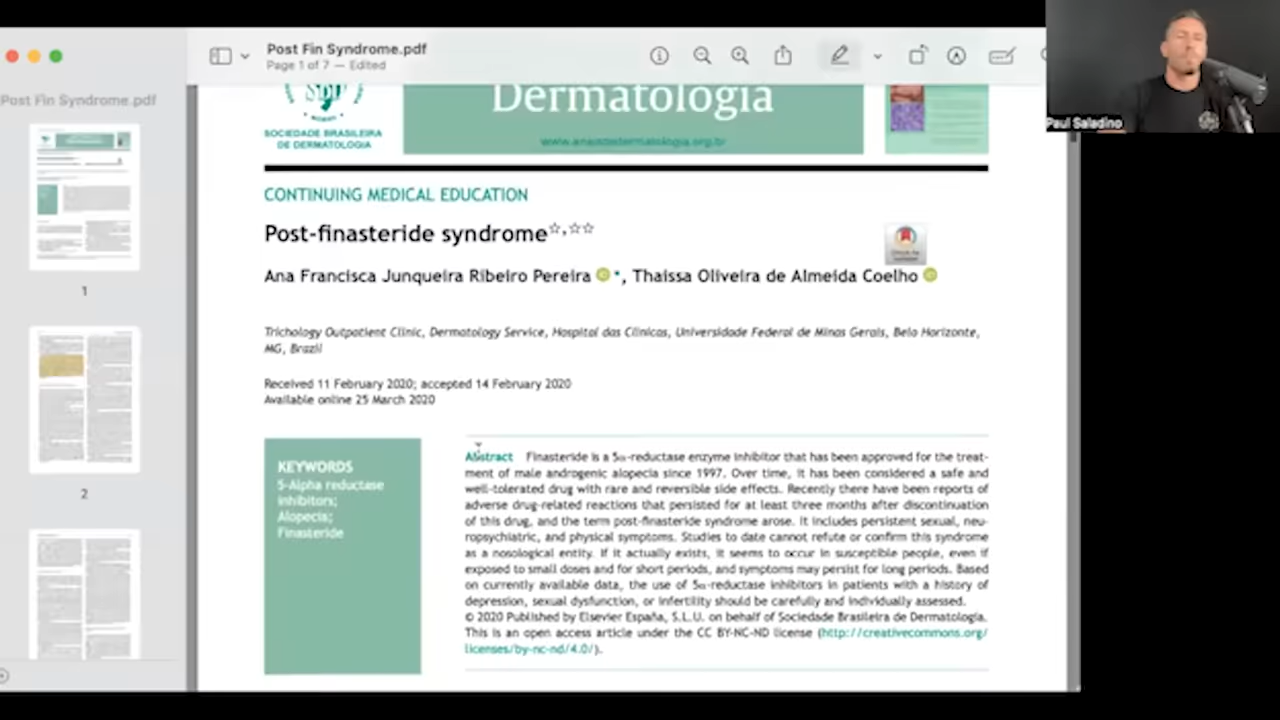 Post Fin Syndrome.pdf
Page 1 of 7 — Edited
Post Fin Syndrome.pdf
1
2
Paul Saladino
Dermatologia
SOCIEDADE BRASILEIRA
DE DERMATOLOGIA
www.anaisdedermatologia.org.br
CONTINUING MEDICAL EDUCATION
Post-finasteride syndrome☆,☆☆
Ana Francisca Junqueira Ribeiro Pereira *, Thaissa Oliveira de Almeida Coelho
Trichology Outpatient Clinic, Dermatology Service, Hospital das Clínicas, Universidade Federal de Minas Gerais, Belo Horizonte,
MG, Brazil
Received 11 February 2020; accepted 14 February 2020
Available online 25 March 2020
KEYWORDS
5-Alpha reductase
inhibitors;
Alopecia;
Finasteride
Abstract Finasteride is a 5α-reductase enzyme inhibitor that has been approved for the treat-
ment of male androgenic alopecia since 1997. Over time, it has been considered a safe and
well-tolerated drug with rare and reversible side effects. Recently there have been reports of
adverse drug-related reactions that persisted for at least three months after discontinuation
of this drug, and the term post-finasteride syndrome arose. It includes persistent sexual, neu-
ropsychiatric, and physical symptoms. Studies to date cannot refute or confirm this syndrome
as a nosological entity. If it actually exists, it seems to occur in susceptible people, even if
exposed to small doses and for short periods, and symptoms may persist for long periods. Based
on currently available data, the use of 5α-reductase inhibitors in patients with a history of
depression, sexual dysfunction, or infertility should be carefully and individually assessed.
© 2020 Published by Elsevier España, S.L.U. on behalf of Sociedade Brasileira de Dermatologia.
This is an open access article under the CC BY-NC-ND license (http://creativecommons.org/
licenses/by-nc-nd/4.0/).